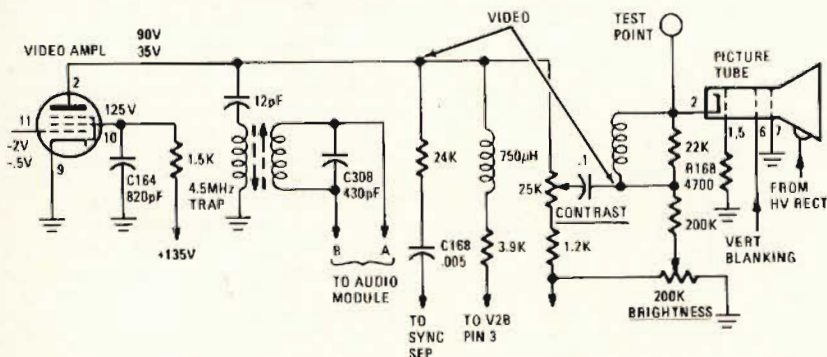 VIDEO AMPL
90V
35V
2
11
-2V
-.5V
9
125V
10
C164
820pF
1.5K
+135V
12pF
4.5MHz
TRAP
C308
430pF
B A
TO AUDIO
MODULE
VIDEO
24K
C168
.005
TO
SYNC
SEP
750µH
3.9K
TO V2B
PIN 3
25K
.1
CONTRAST
1.2K
TEST
POINT
2
22K
R168
4700
200K
200K
BRIGHTNESS
PICTURE
TUBE
1,5
6
7
FROM
HV RECT
VERT
BLANKING